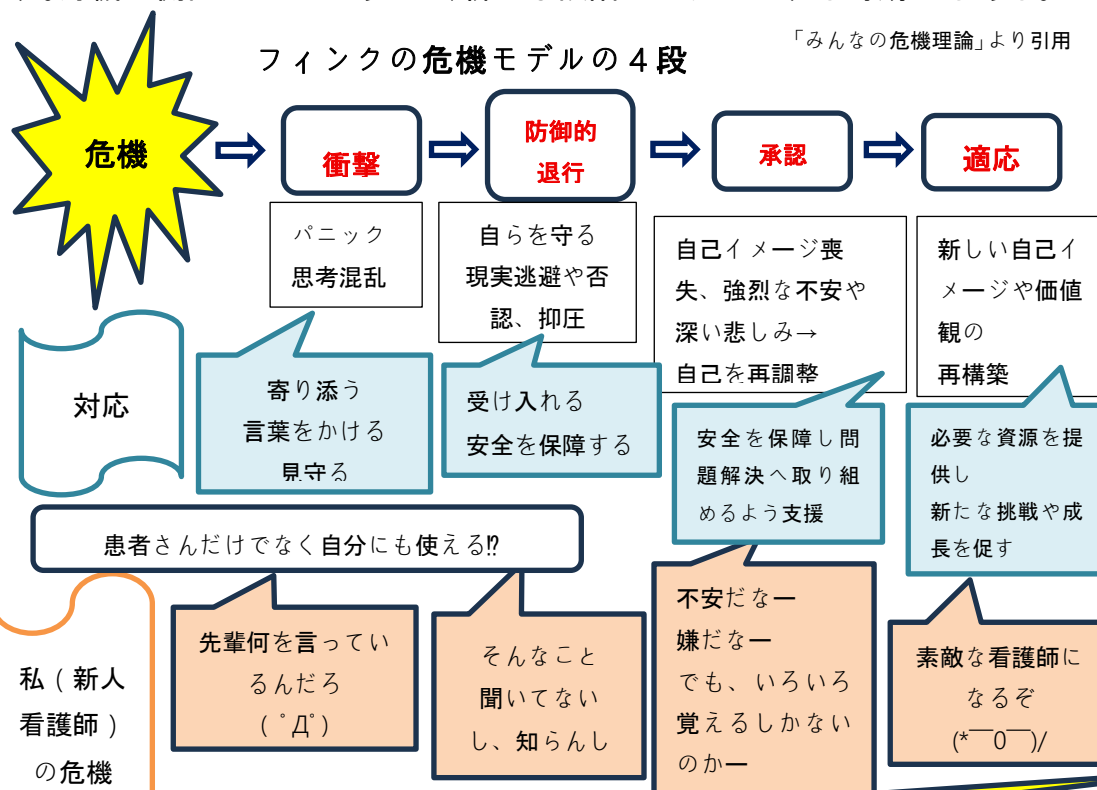 「みんなの危機理論」より引用
フィンクの危機モデルの４段
危機
衝撃
防御的
退行
承認
適応
パニック
思考混乱
自らを守る
現実逃避や否
認、抑圧
自己イメージ喪
失、強烈な不安や
深い悲しみ→
自己を再調整
新しい自己イ
メージや価値
観の
再構築
対応
寄り添う
言葉をかける
見守る
受け入れる
安全を保障する
安全を保障し問
題解決へ取り組
めるよう支援
必要な資源を提
供し
新たな挑戦や成
長を促す
患者さんだけでなく自分にも使える⁉
私（新人
看護師）
の危機
先輩何を言ってい
るんだろ
( ﾟДﾟ)
そんなこと
聞いてない
し、知らんし
不安だなー
嫌だなー
でも、いろいろ
覚えるしかない
のかー
素敵な看護師に
なるぞ
(*￣0￣)/